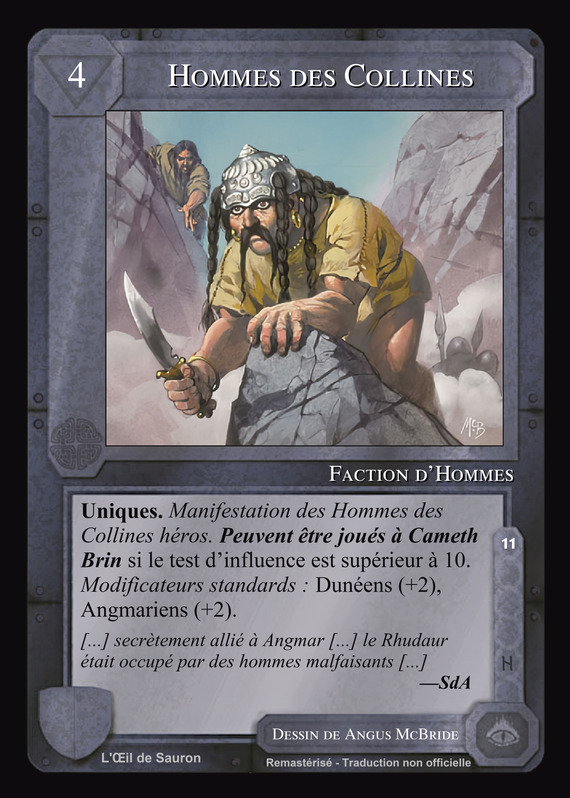 4
HOMMES DES COLLINES
McB
FACTION D'HOMMES
Uniques. Manifestation des Hommes des
Collines héros. Peuvent être joués à Cameth
Brin si le test d'influence est supérieur à 10.
Modificateurs standards : Dunéens (+2),
Angmariens (+2).
11
[...] secrètement allié à Angmar [...] le Rhudaur
était occupé par des hommes malfaisants [...]
—SdA
DESSIN DE ANGUS MCBRIDE
L'Œil de Sauron
Remastérisé - Traduction non officielle